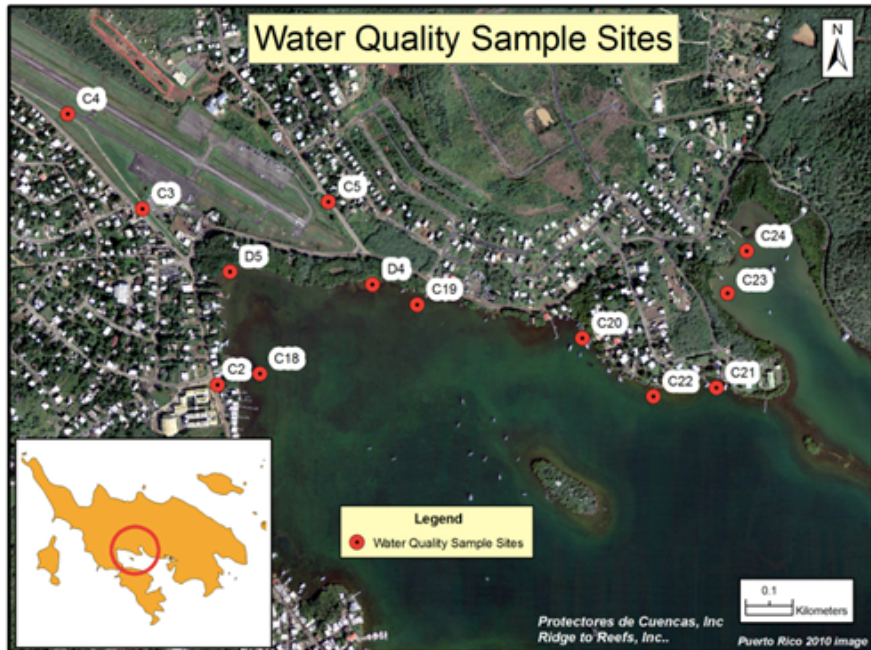 Water Quality Sample Sites
N
C4
C3
C5
D5
D4
C19
C24
C23
C20
C2
C18
C22
C21
Legend
Water Quality Sample Sites
0.1
Kilometers
Protectores de Cuencas, Inc
Ridge to Reefs, Inc..
Puerto Rico 2010 image